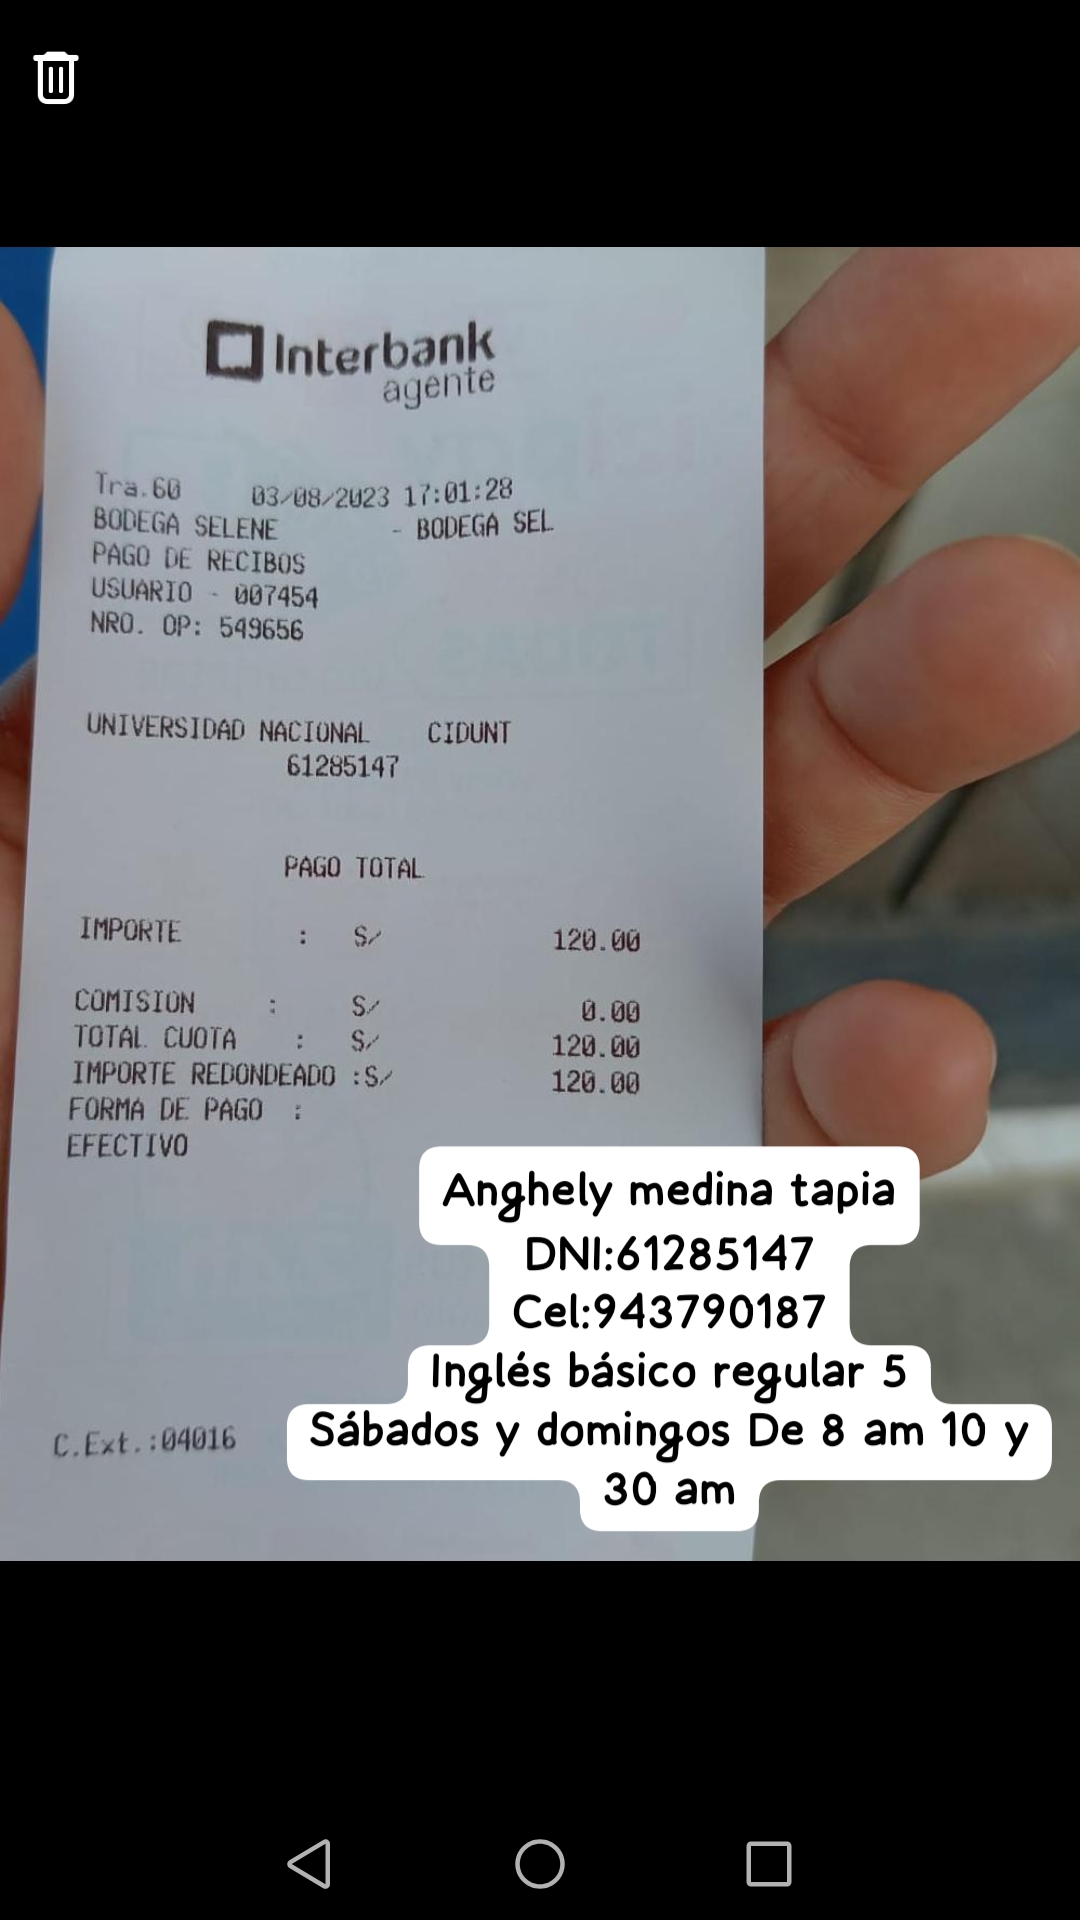 Interbank
agente
Tra.60 03/08/2023 17:01:28
BODEGA SELENE - BODEGA SEL
PAGO DE RECIBOS
USUARIO - 007454
NRO. OP: 549656
UNIVERSIDAD NACIONAL CIDUNT
61285147
PAGO TOTAL
IMPORTE : S/ 120.00
COMISION : S/ 0.00
TOTAL CUOTA : S/ 120.00
IMPORTE REDONDEADO :S/ 120.00
FORMA DE PAGO :
EFECTIVO
Anghely medina tapia
DNI:61285147
Cel:943790187
Inglés básico regular 5
Sábados y domingos De 8 am 10 y
30 am
C.Ext.:04016